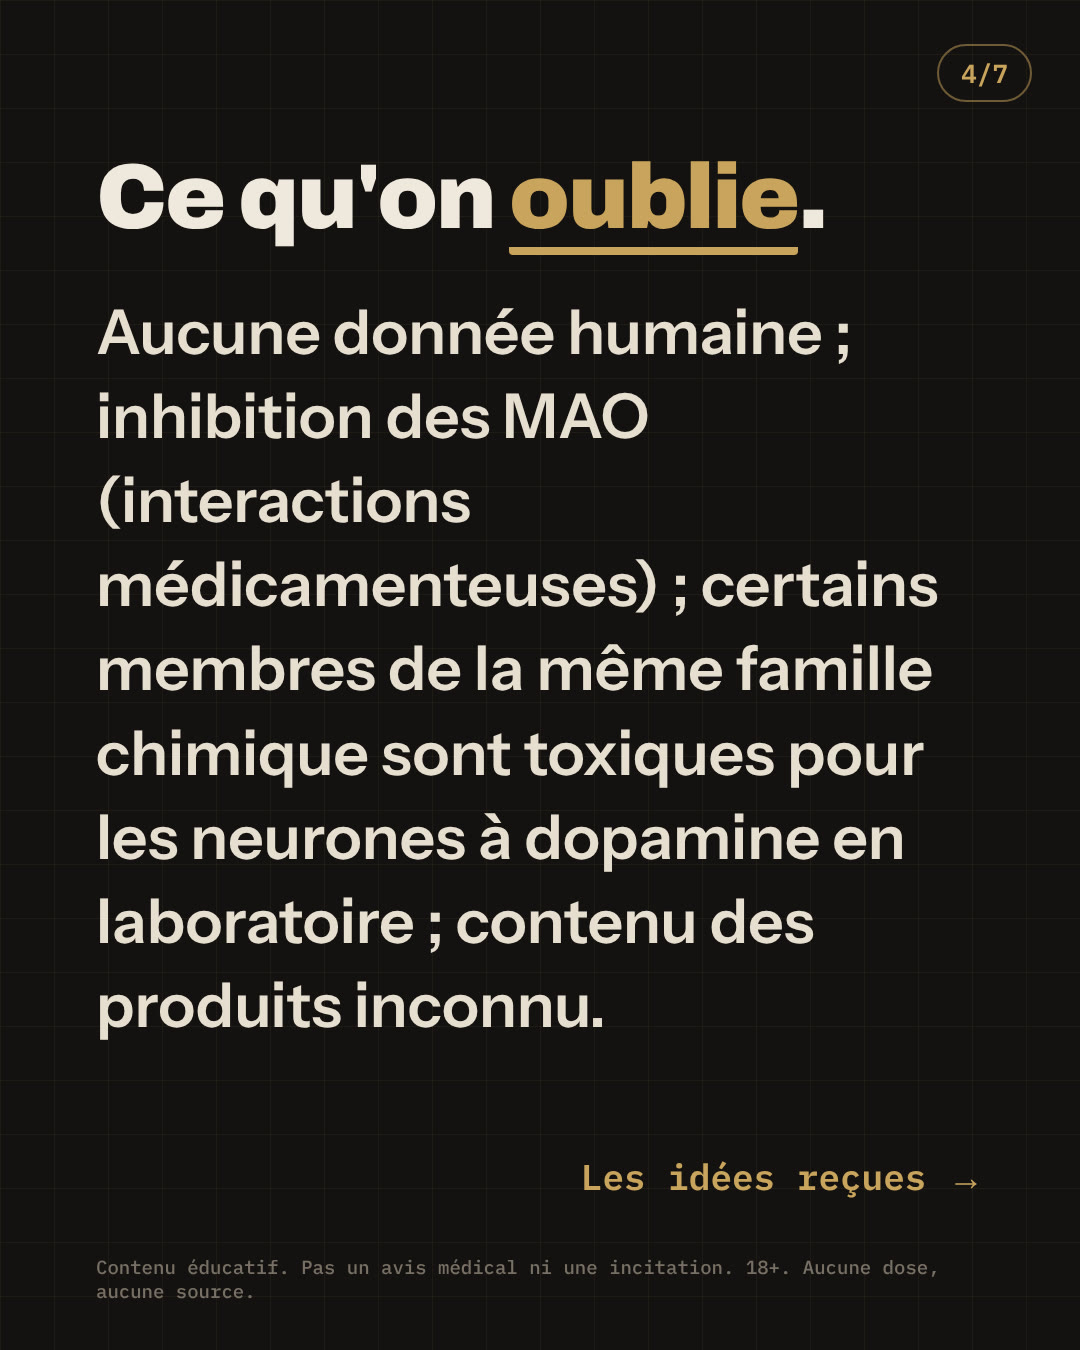 4/7
Ce qu'on oublie.
Aucune donnée humaine ;
inhibition des MAO
(interactions
médicamenteuses) ; certains
membres de la même famille
chimique sont toxiques pour
les neurones à dopamine en
laboratoire ; contenu des
produits inconnu.
Les idées reçues →
Contenu éducatif. Pas un avis médical ni une incitation. 18+. Aucune dose,
aucune source.